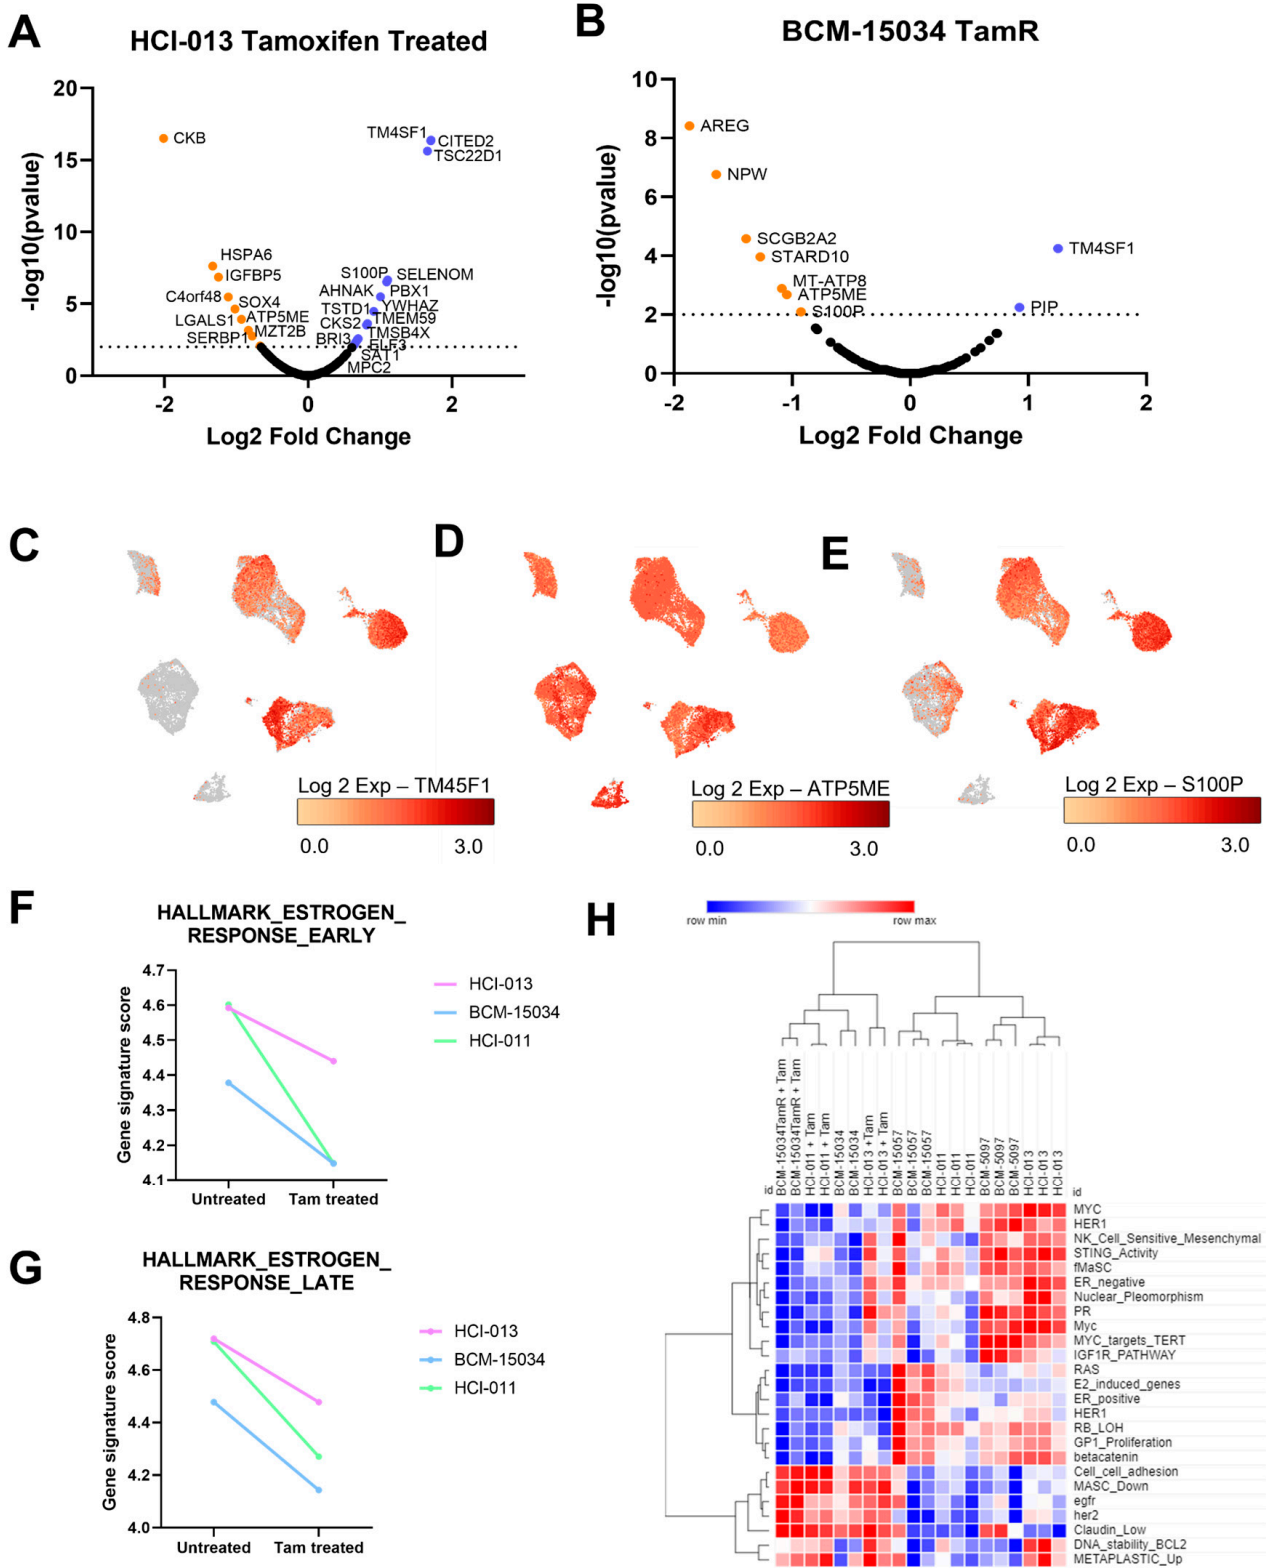 A
HCI-013 Tamoxifen Treated
-log10(pvalue)
20
15
10
5
0
-2
0
2
Log2 Fold Change
CKB
TM4SF1
CITED2
TSC22D1
HSPA6
IGFBP5
C4orf48
SOX4
LGALS1
ATP5ME
SERBP1
MZT2B
S100P
SELENOM
AHNAK
PBX1
TSTD1
YWHAZ
CKS2
TMEM59
TMSB4X
BRI3
ELF3
SAT1
MPC2
B
BCM-15034 TamR
-log10(pvalue)
10
8
6
4
2
0
-2
-1
0
1
2
Log2 Fold Change
AREG
NPW
SCGB2A2
STARD10
MT-ATP8
ATP5ME
S100P
TM4SF1
PIP
C
Log 2 Exp – TM45F1
0.0
3.0
D
Log 2 Exp – ATP5ME
0.0
3.0
E
Log 2 Exp – S100P
0.0
3.0
F
HALLMARK_ESTROGEN_
RESPONSE_EARLY
Gene signature score
4.7
4.6
4.5
4.4
4.3
4.2
4.1
Untreated
Tam treated
HCI-013
BCM-15034
HCI-011
G
HALLMARK_ESTROGEN_
RESPONSE_LATE
Gene signature score
4.8
4.6
4.4
4.2
4.0
Untreated
Tam treated
HCI-013
BCM-15034
HCI-011
H
row min
row max
id
BCM-15034TamR + Tam
BCM-15034TamR + Tam
HCI-011 + Tam
HCI-011 + Tam
BCM-15034
BCM-15034
HCI-013 +Tam
HCI-013 + Tam
BCM-15057
BCM-15057
BCM-15057
HCI-011
HCI-011
HCI-011
BCM-5097
BCM-5097
BCM-5097
HCI-013
HCI-013
HCI-013
id
MYC
HER1
NK_Cell_Sensitive_Mesenchymal
STING_Activity
fMaSC
ER_negative
Nuclear_Pleomorphism
PR
Myc
MYC_targets_TERT
IGF1R_PATHWAY
RAS
E2_induced_genes
ER_positive
HER1
RB_LOH
GP1_Proliferation
betacatenin
Cell_cell_adhesion
MASC_Down
egfr
her2
Claudin_Low
DNA_stability_BCL2
METAPLASTIC_Up